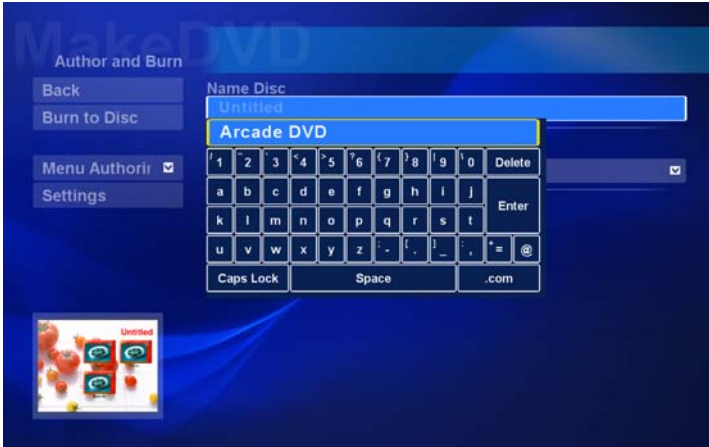 MakeDVD
Author and Burn
Back
Burn to Disc
Menu Authorin
Settings
Name Disc
Untitled
Arcade DVD
1 2 3 4 5 6 7 8 9 0 Delete
a b c d e f g h i j
Enter
k l m n o p q r s t
u v w x y z - . _ , = @
Caps Lock Space .com
Untitled